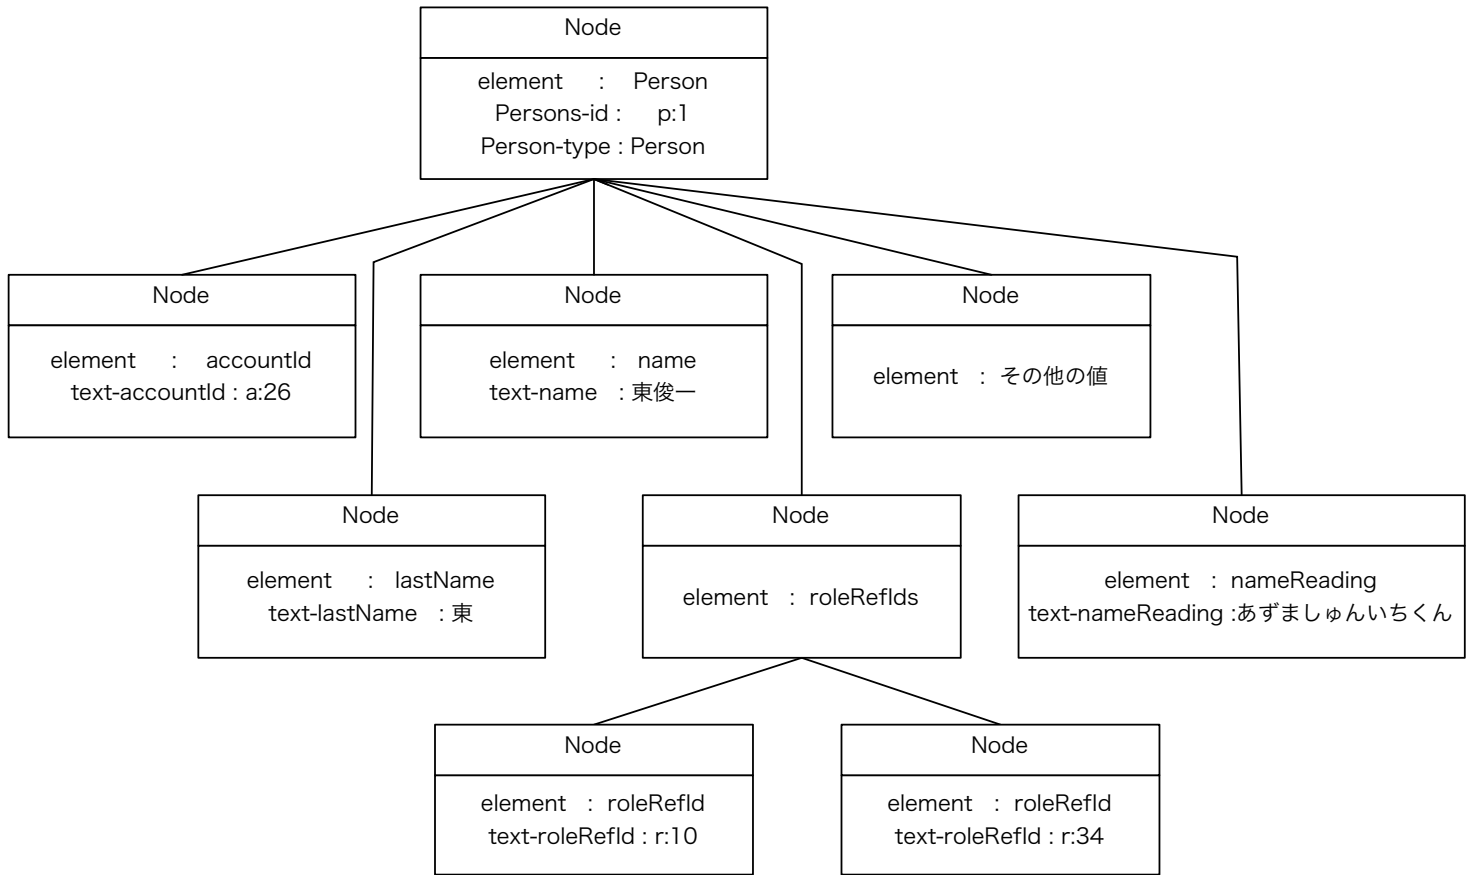 Node
element : Person
Persons-id : p:1
Person-type : Person
Node
element : accountId
text-accountId : a:26
Node
element : name
text-name : 東俊一
Node
element : その他の値
Node
element : lastName
text-lastName : 東
Node
element : roleRefIds
Node
element : nameReading
text-nameReading :あずましゅんいちくん
Node
element : roleRefId
text-roleRefId : r:10
Node
element : roleRefId
text-roleRefId : r:34